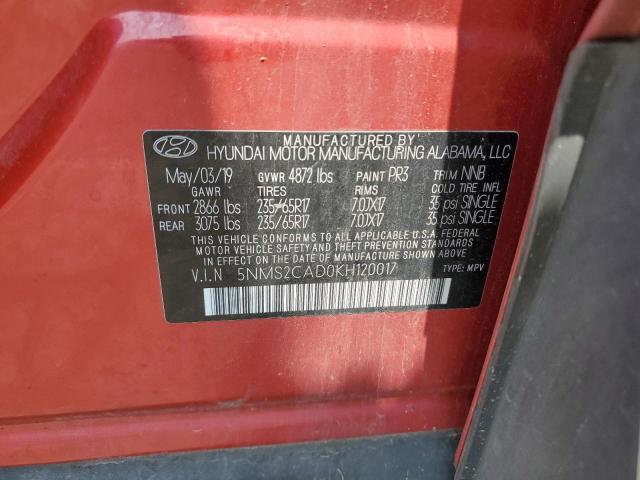 MANUFACTURED BY
HYUNDAI MOTOR MANUFACTURING ALABAMA, LLC
May/03/19 GVWR 4872 lbs PAINT PR3 TRIM NNB
GAWR TIRES RIMS COLD TIRE INFL
FRONT 2866 lbs 235/65R17 7.0JX17 35 psi SINGLE
REAR 3075 lbs 235/65R17 7.0JX17 35 psi SINGLE
THIS VEHICLE CONFORMS TO ALL APPLICABLE U.S.A. FEDERAL
MOTOR VEHICLE SAFETY AND THEFT PREVENTION STANDARDS
IN EFFECT ON THE DATE OF MANUFACTURE SHOWN ABOVE.
V.I.N 5NMS2CAD0KH120017 TYPE: MPV